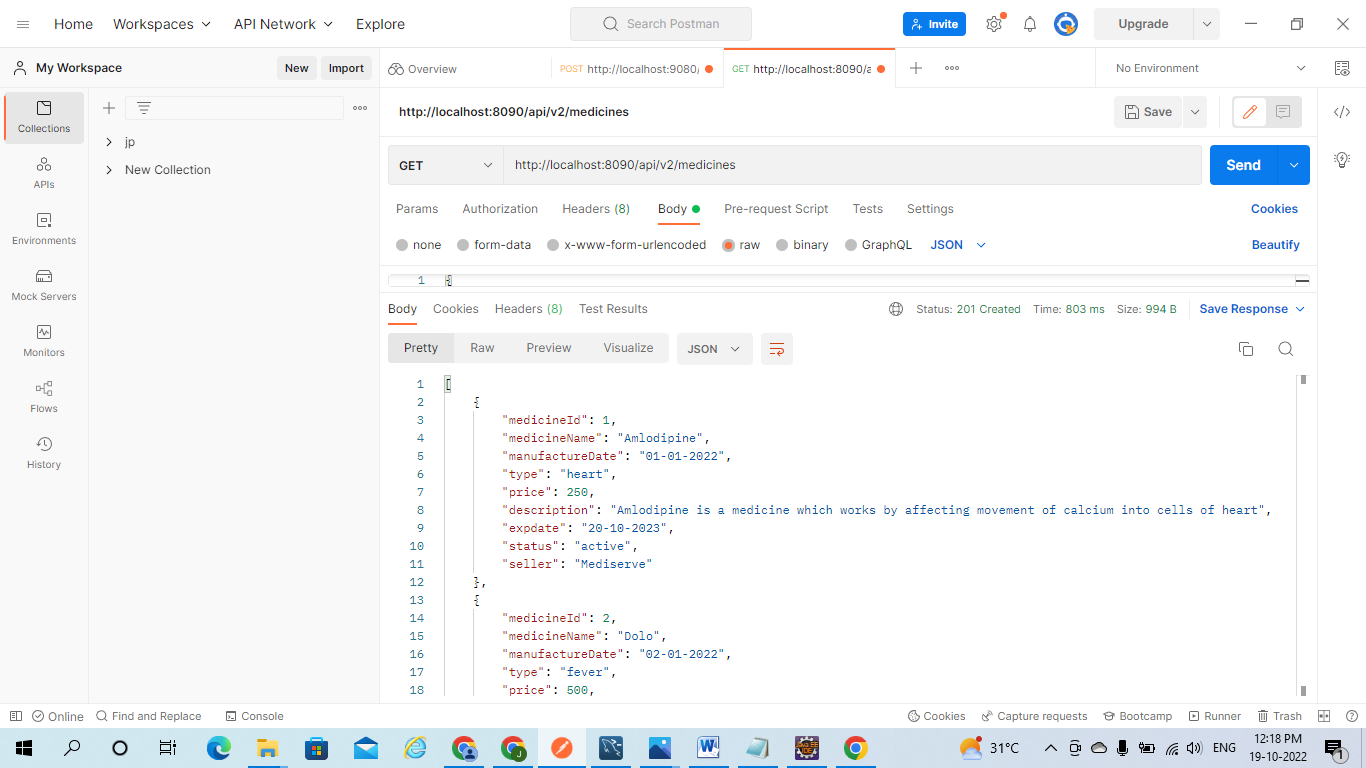 Home Workspaces API Network Explore Search Postman Invite Upgrade
My Workspace New Import Overview POST http://localhost:9080/ GET http://localhost:8090/a No Environment
http://localhost:8090/api/v2/medicines Save
Collections
jp
New Collection
APIs
Environments
Mock Servers
Monitors
Flows
History
GET http://localhost:8090/api/v2/medicines Send
Params Authorization Headers (8) Body Pre-request Script Tests Settings Cookies
none form-data x-www-form-urlencoded raw binary GraphQL JSON Beautify
1 {
Body Cookies Headers (8) Test Results Status: 201 Created Time: 803 ms Size: 994 B Save Response
Pretty Raw Preview Visualize JSON
1 [
2 {
3 "medicineId": 1,
4 "medicineName": "Amlodipine",
5 "manufactureDate": "01-01-2022",
6 "type": "heart",
7 "price": 250,
8 "description": "Amlodipine is a medicine which works by affecting movement of calcium into cells of heart",
9 "expdate": "20-10-2023",
10 "status": "active",
11 "seller": "Mediserve"
12 },
13 {
14 "medicineId": 2,
15 "medicineName": "Dolo",
16 "manufactureDate": "02-01-2022",
17 "type": "fever",
18 "price": 500,
Online Find and Replace Console Cookies Capture requests Bootcamp Runner Trash
31°C ENG 12:18 PM
19-10-2022 1